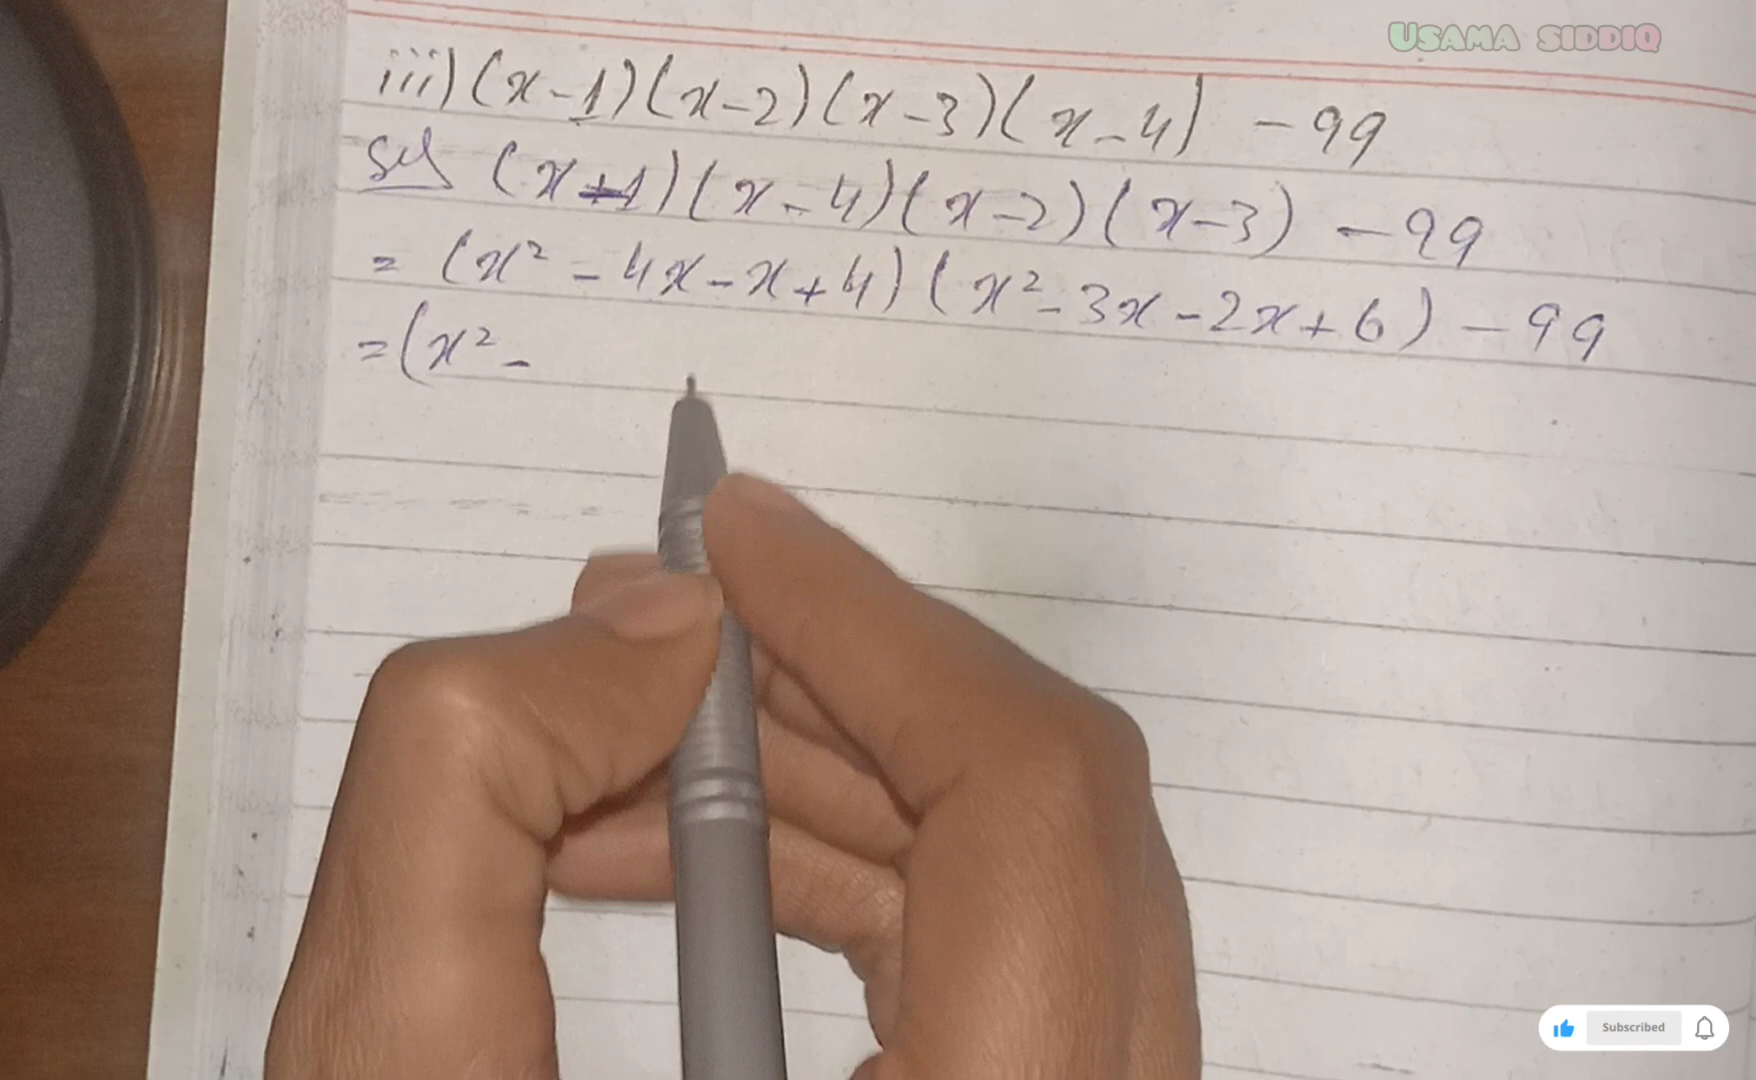 USAMA SIDDIQ
iii) (x-1)(x-2)(x-3)(x-4) -99
Sol (x-1)(x-4)(x-2)(x-3) -99
= (x² - 4x - x + 4)(x² - 3x - 2x + 6) - 99
= (x² -
Subscribed